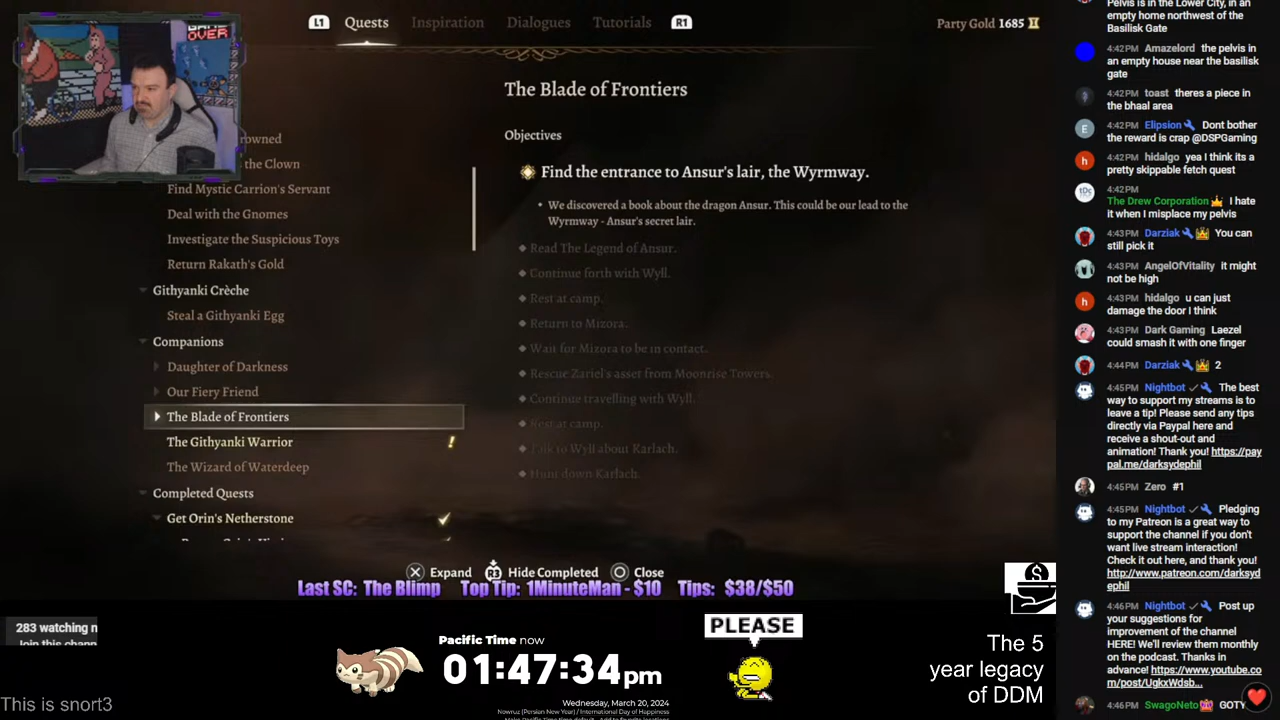 L1 Quests Inspiration Dialogues Tutorials R1
Party Gold 1685
GAME
OVER
the Clown
Find Mystic Carrion's Servant
Deal with the Gnomes
Investigate the Suspicious Toys
Return Rakath's Gold
Githyanki Crèche
Steal a Githyanki Egg
Companions
Daughter of Darkness
Our Fiery Friend
The Blade of Frontiers
The Githyanki Warrior
The Wizard of Waterdeep
Completed Quests
Get Orin's Netherstone
The Blade of Frontiers
Objectives
Find the entrance to Ansur's lair, the Wyrmway.
• We discovered a book about the dragon Ansur. This could be our lead to the
Wyrmway - Ansur's secret lair.
Read The Legend of Ansur.
Continue forth with Wyll.
Rest at camp.
Return to Mizora.
Wait for Mizora to be in contact.
Rescue Zariel's asset from Moonrise Towers.
Continue travelling with Wyll.
Rest at camp.
Talk to Wyll about Karlach.
Hunt down Karlach.
Expand R3 Hide Completed Close
Last SC: The Blimp Top Tip: 1MinuteMan - $10 Tips: $38/$50
283 watching n
Join this chann
This is snort3
Pacific Time now
01:47:34pm
Wednesday, March 20, 2024
Nowruz (Persian New Year) / International Day of Happiness
PLEASE
The 5
year legacy
of DDM
Pelvis is in the Lower City, in an
empty home northwest of the
Basilisk Gate
4:42PM Amazelord the pelvis in
an empty house near the basilisk
gate
4:42PM toast theres a piece in
the bhaal area
4:42PM Elipsion Dont bother
the reward is crap @DSPGaming
4:42PM hidalgo yea I think its a
pretty skippable fetch quest
4:42PM
The Drew Corporation I hate
it when I misplace my pelvis
4:43PM Darziak You can
still pick it
4:43PM AngelOfVitality it might
not be high
4:43PM hidalgo u can just
damage the door I think
4:43PM Dark Gaming Laezel
could smash it with one finger
4:44PM Darziak 2
4:45PM Nightbot The best
way to support my streams is to
leave a tip! Please send any tips
directly via Paypal here and
receive a shout-out and
animation! Thank you! https://pay
pal.me/darksydephil
4:45PM Zero #1
4:45PM Nightbot Pledging
to my Patreon is a great way to
support the channel if you don't
want live stream interaction!
Check it out here, and thank you!
http://www.patreon.com/darksyd
ephil
4:46PM Nightbot Post up
your suggestions for
improvement of the channel
HERE! We'll review them monthly
on the podcast. Thanks in
advance! https://www.youtube.co
m/post/UgkxWdsb...
4:46PM SwagoNeto GOTY